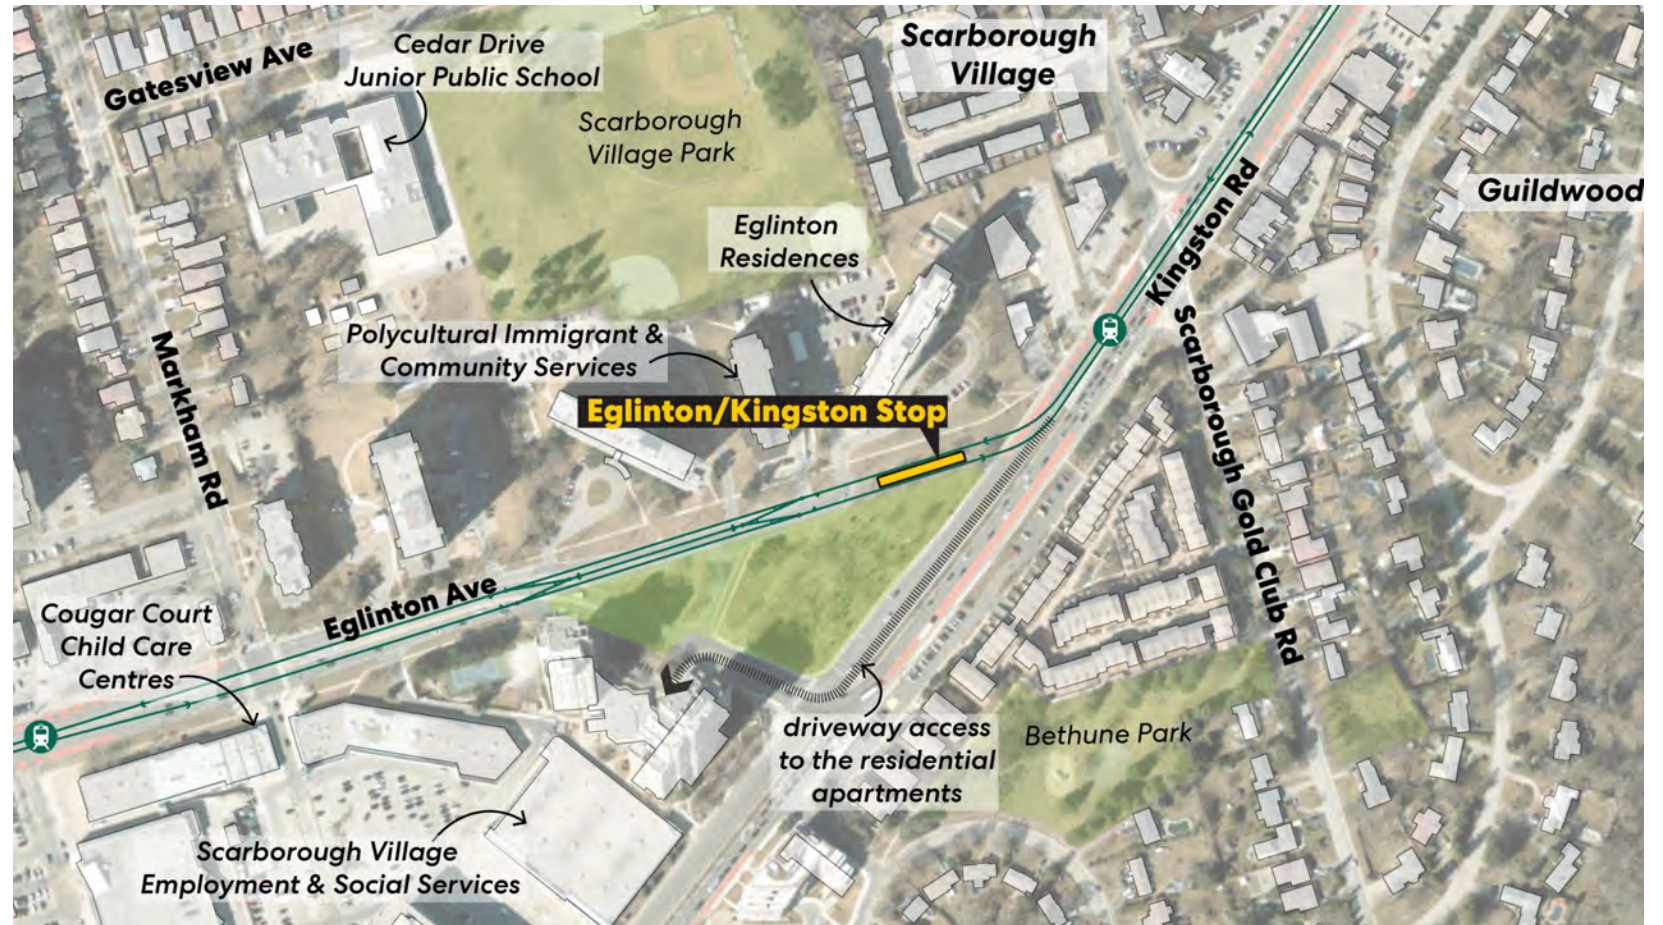 Gatesview Ave
Cedar Drive
Junior Public School
Scarborough
Village Park
Scarborough
Village
Guildwood
Eglinton
Residences
Kingston Rd
Polycultural Immigrant &
Community Services
Markham Rd
Eglinton/Kingston Stop
Scarborough Gold Club Rd
Eglinton Ave
Cougar Court
Child Care
Centres
driveway access
to the residential
apartments
Bethune Park
Scarborough Village
Employment & Social Services